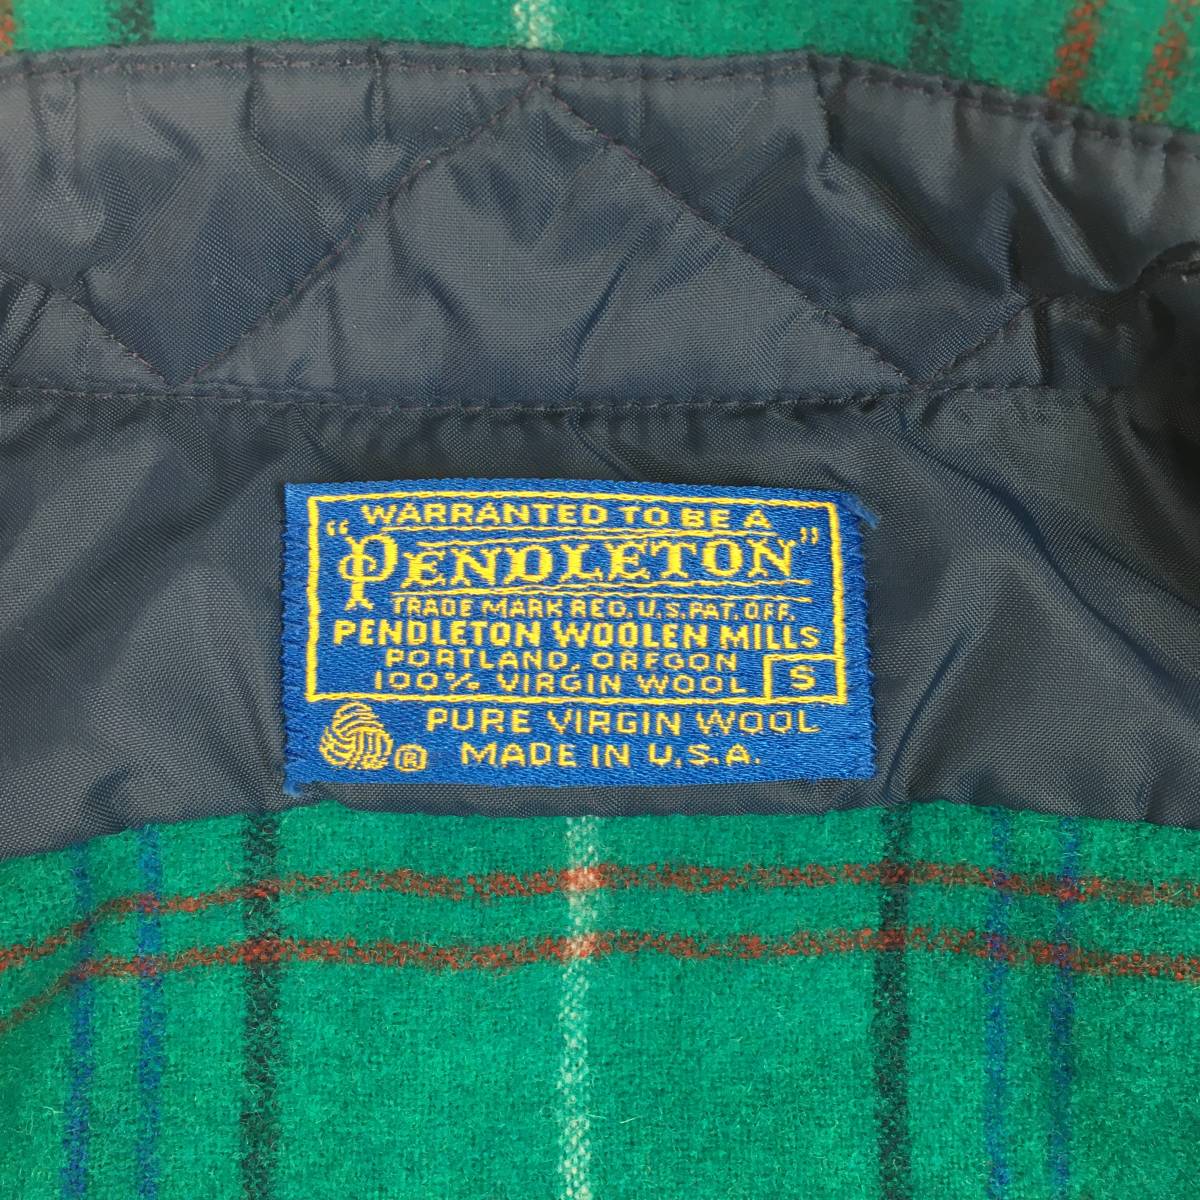 WARRANTED TO BE A
"PENDLETON"
TRADE MARK REG. U.S. PAT. OFF.
PENDLETON WOOLEN MILLS
PORTLAND, OREGON
100% VIRGIN WOOL S
PURE VIRGIN WOOL
® MADE IN U.S.A.